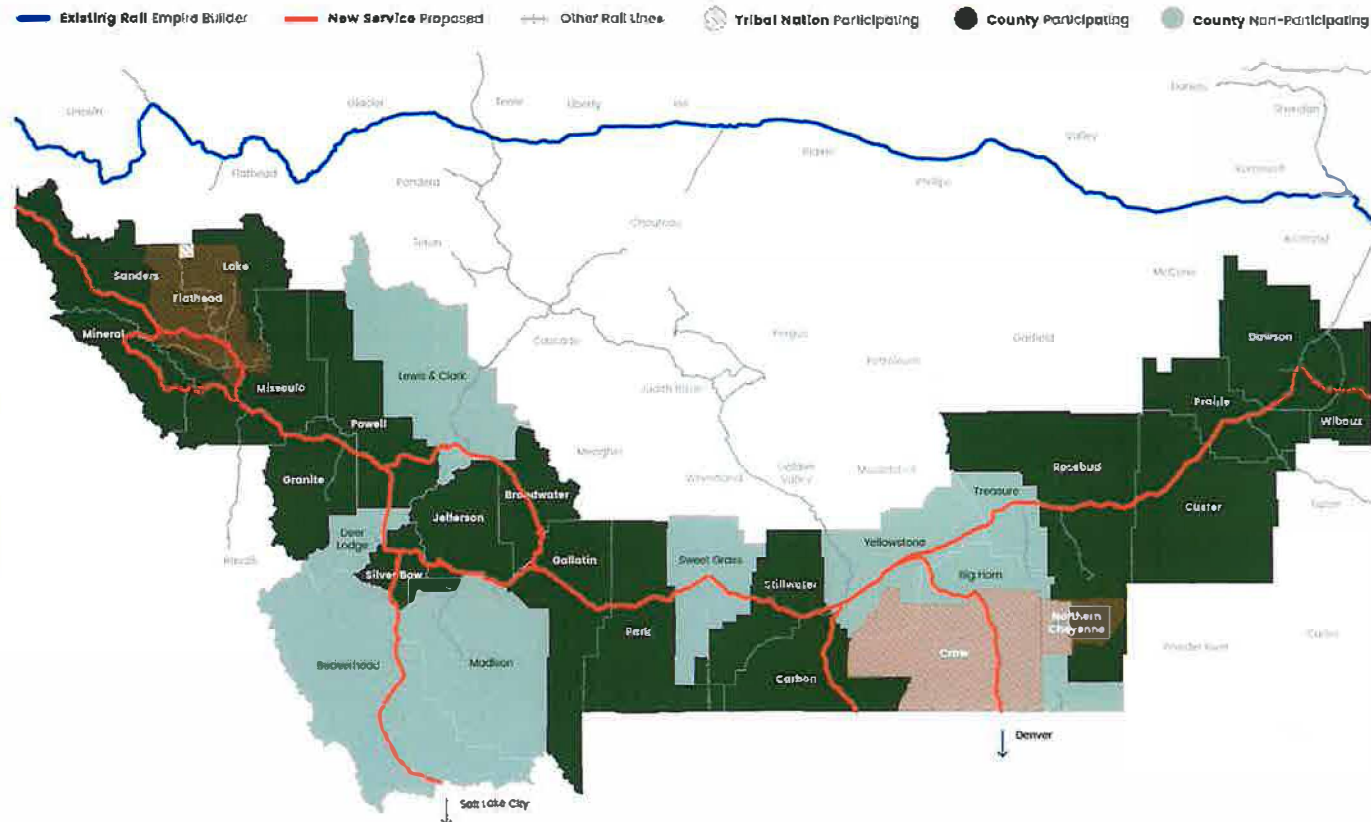 Existing Rail Empire Builder
New Service Proposed
Other Rail Lines
Tribal Nation Participating
County Participating
County Non-Participating
Lincoln
Glacier
Toole
Liberty
Hill
Blaine
Phillips
Valley
Daniels
Sheridan
Roosevelt
Richland
Flathead
Pondera
Teton
Chouteau
McCone
Sanders
Lake
Flathead
Mineral
Missoula
Lewis & Clark
Cascade
Judith Basin
Fergus
Petroleum
Garfield
Dawson
Prairie
Wibaux
Powell
Granite
Meagher
Wheatland
Golden
Valley
Musselshell
Treasure
Rosebud
Custer
Fallon
Broadwater
Jefferson
Deer
Lodge
Silver Bow
Ravalli
Gallatin
Sweet Grass
Stillwater
Yellowstone
Big Horn
Northern
Cheyenne
Park
Carbon
Crow
Powder River
Carter
Beaverhead
Madison
Denver
Salt Lake City